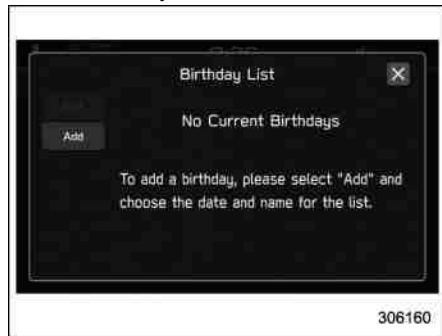 Birthday List
No Current Birthdays
Add
To add a birthday, please select "Add" and
choose the date and name for the list.
306160